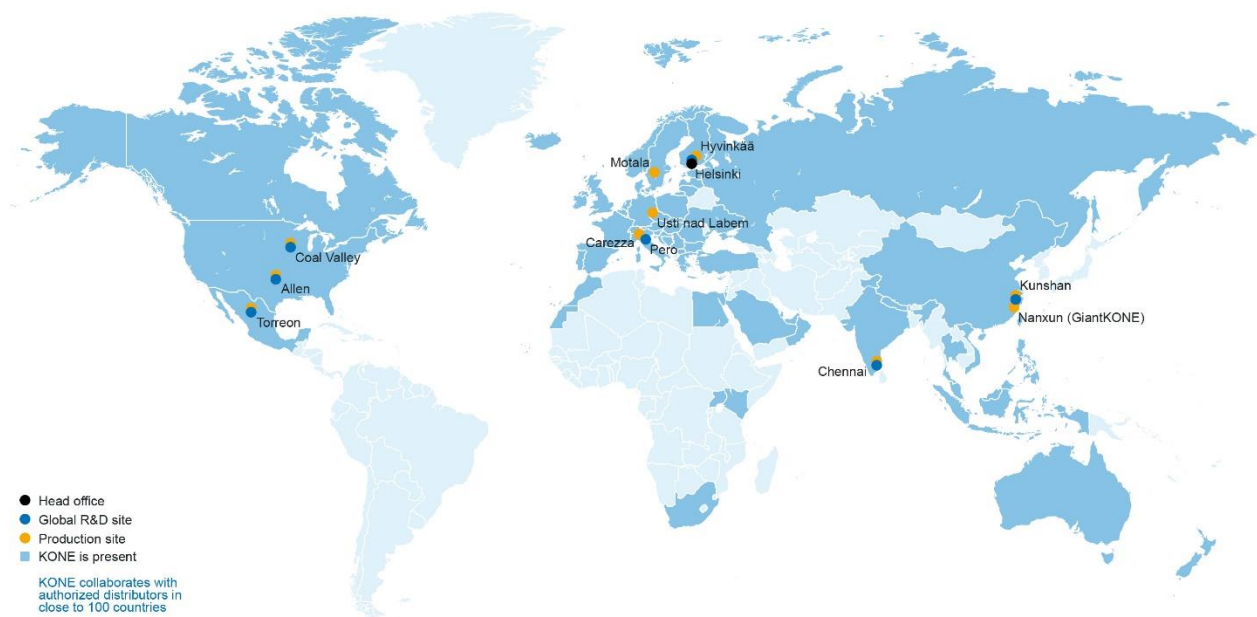 Hyvinkää
Motala
Helsinki
Usti nad Labem
Carezza
Pero
Coal Valley
Allen
Torreon
Kunshan
Nanxun (GiantKONE)
Chennai
Head office
Global R&D site
Production site
KONE is present
KONE collaborates with
authorized distributors in
close to 100 countries